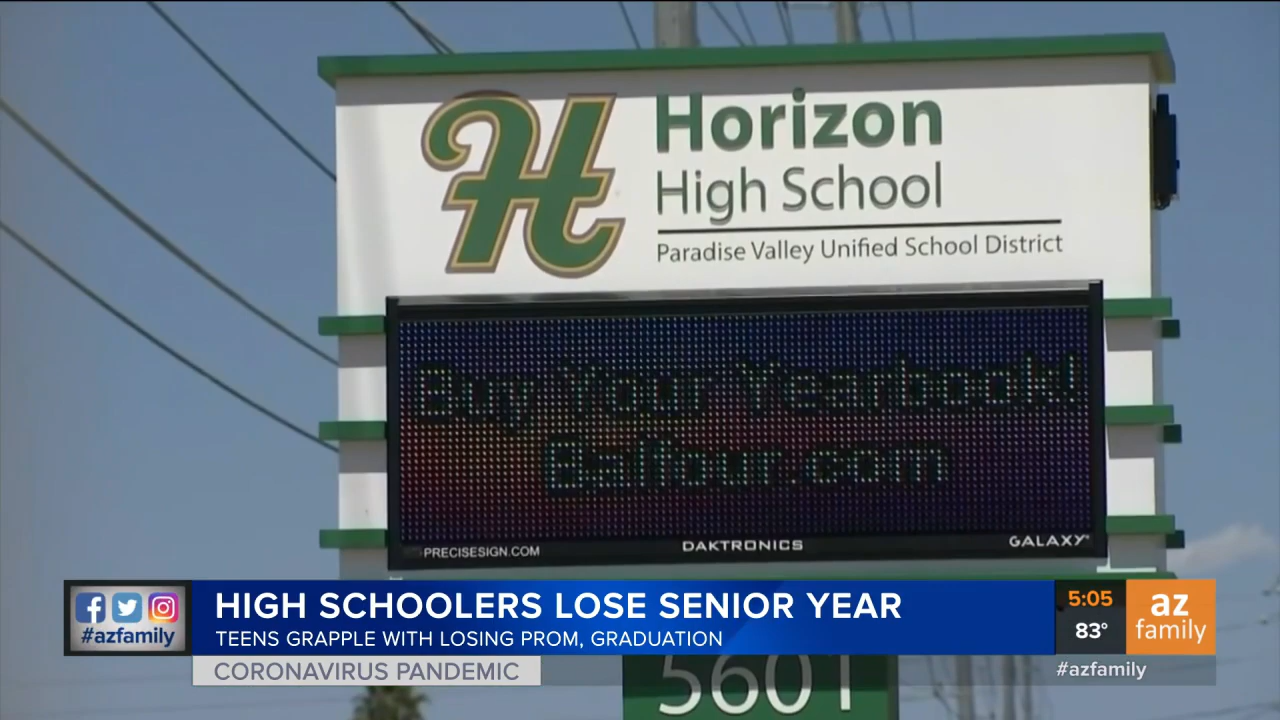 H
Horizon
High School
Paradise Valley Unified School District
Buy Your Yearbook!
Balfour.com
PRECISESIGN.COM
DAKTRONICS
GALAXY®
HIGH SCHOOLERS LOSE SENIOR YEAR
TEENS GRAPPLE WITH LOSING PROM, GRADUATION
CORONAVIRUS PANDEMIC
#azfamily
5:05
83°
az
family
#azfamily
5601